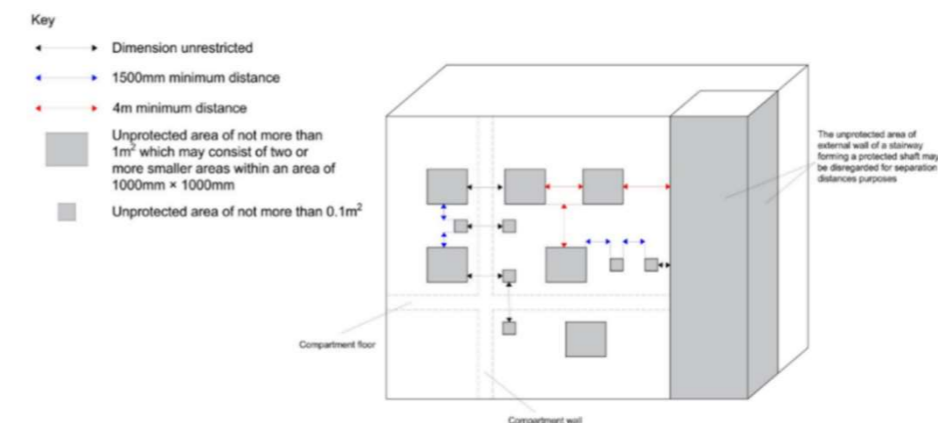 Key
Dimension unrestricted
1500mm minimum distance
4m minimum distance
Unprotected area of not more than
1m² which may consist of two or
more smaller areas within an area of
1000mm × 1000mm
Unprotected area of not more than 0.1m²
The unprotected area of
external wall of a stairway
forming a protected shaft may
be disregarded for separation
distances purposes
Compartment floor
Compartment wall